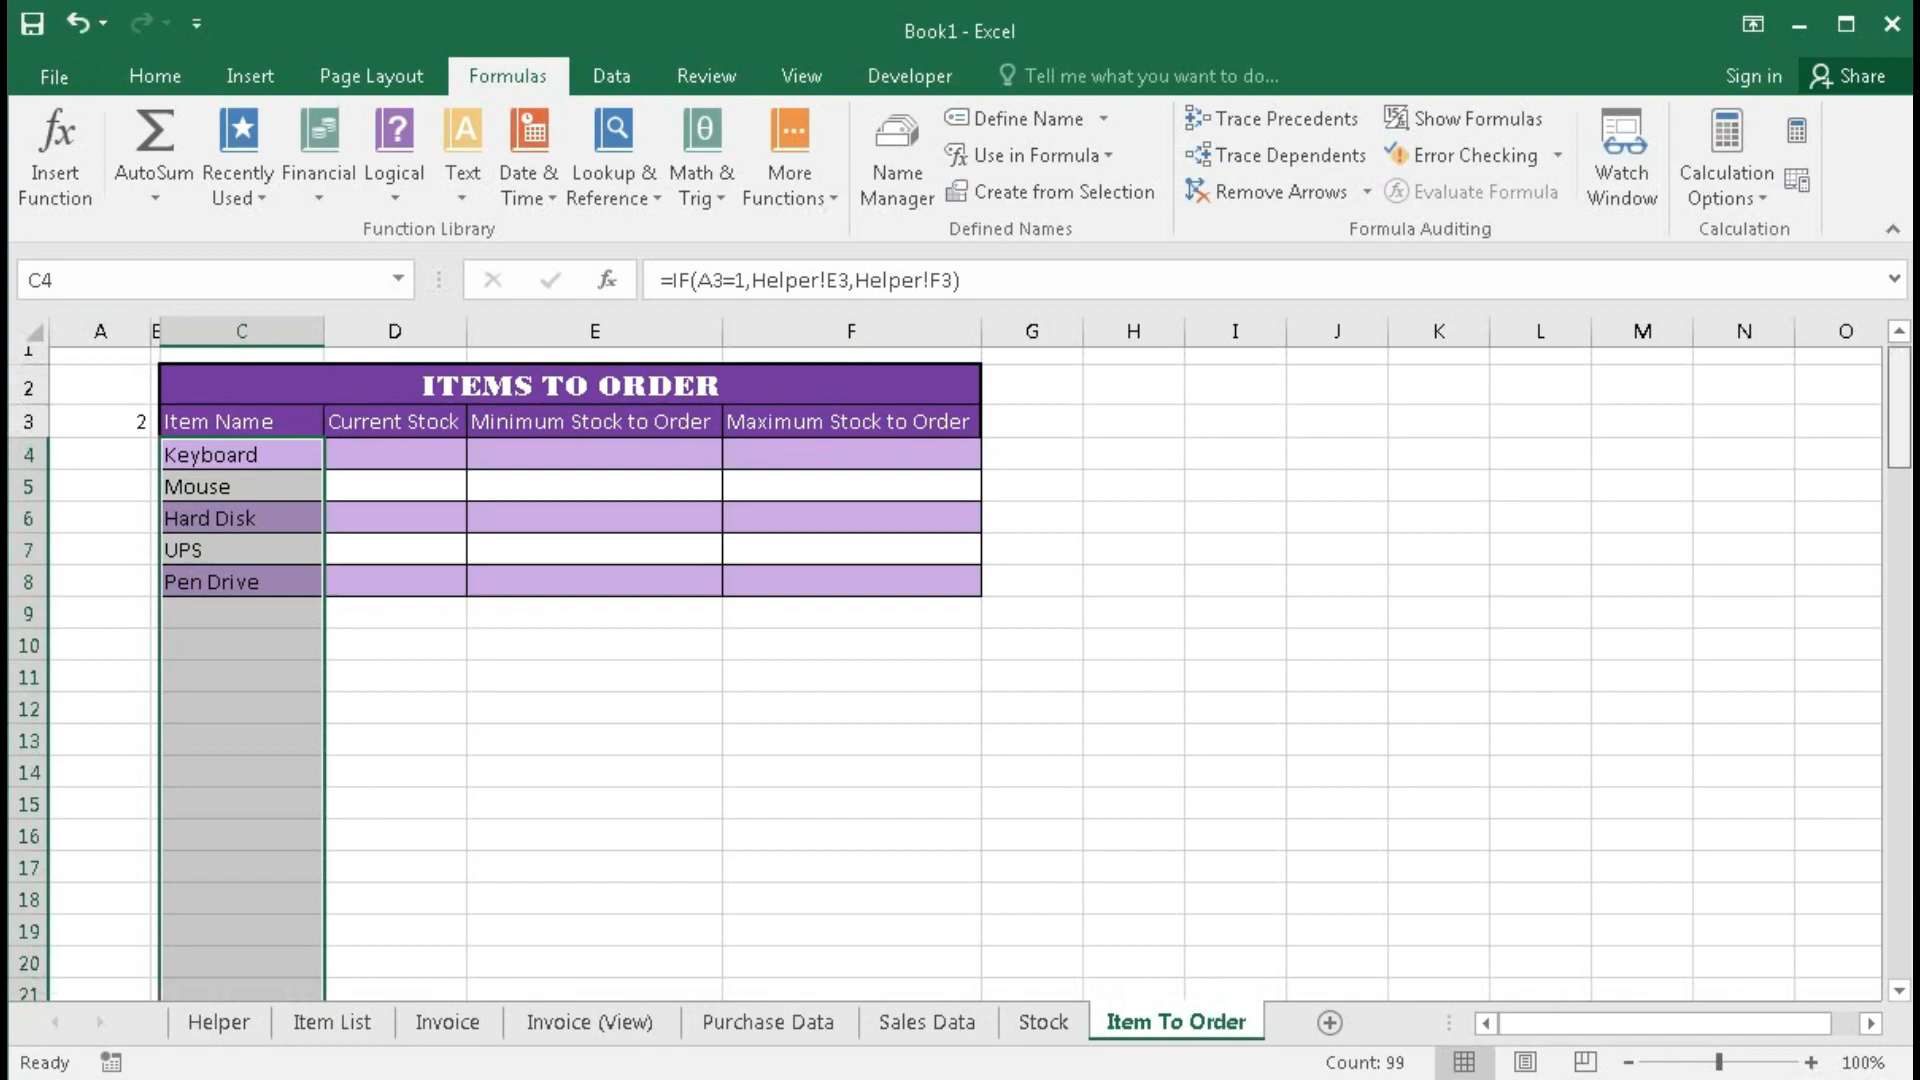 Book1 - Excel
File Home Insert Page Layout Formulas Data Review View Developer Tell me what you want to do... Sign in Share
Insert Function
AutoSum
Recently Used
Financial
Logical
Text
Date & Time
Lookup & Reference
Math & Trig
More Functions
Function Library
Name Manager
Define Name
Use in Formula
Create from Selection
Defined Names
Trace Precedents
Trace Dependents
Remove Arrows
Show Formulas
Error Checking
Evaluate Formula
Formula Auditing
Watch Window
Calculation Options
Calculation
C4 fx =IF(A3=1,Helper!E3,Helper!F3)
A C D E F G H I J K L M N O
1
2 ITEMS TO ORDER
3 2 Item Name Current Stock Minimum Stock to Order Maximum Stock to Order
4 Keyboard
5 Mouse
6 Hard Disk
7 UPS
8 Pen Drive
9
10
11
12
13
14
15
16
17
18
19
20
21
Helper Item List Invoice Invoice (View) Purchase Data Sales Data Stock Item To Order
Ready Count: 99 100%